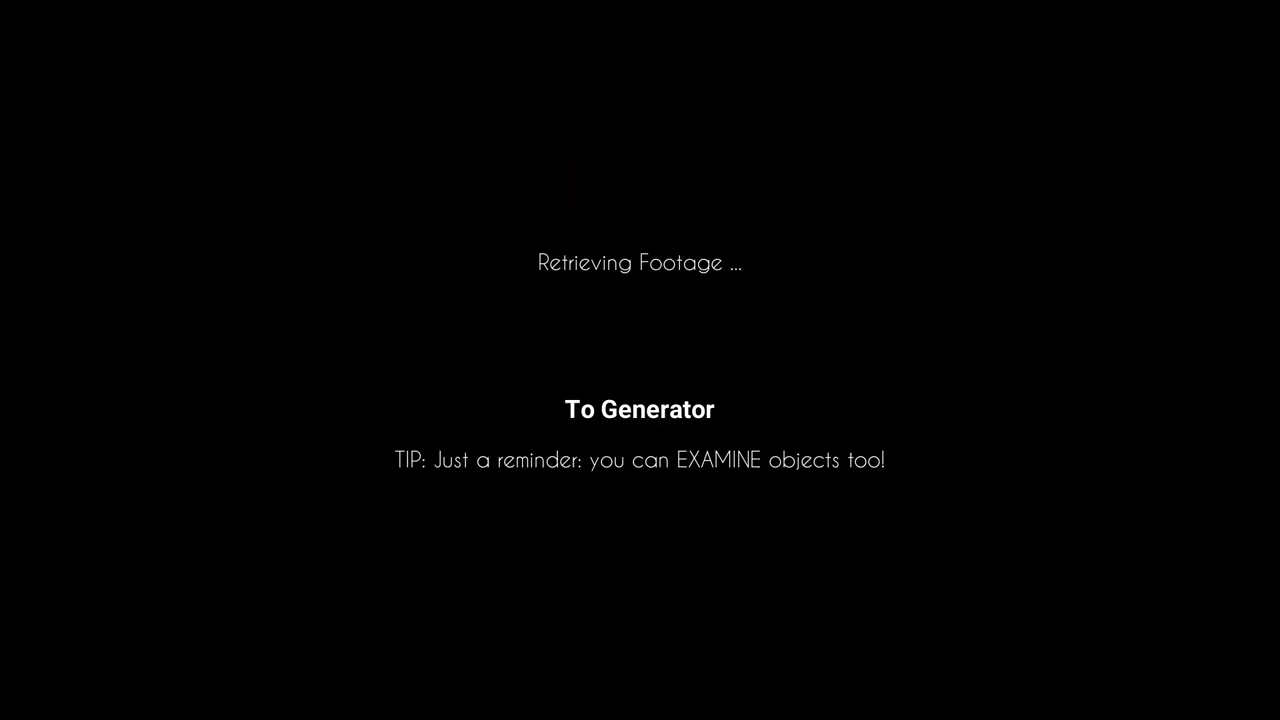 Retrieving Footage ...
To Generator
TIP: Just a reminder: you can EXAMINE objects too!